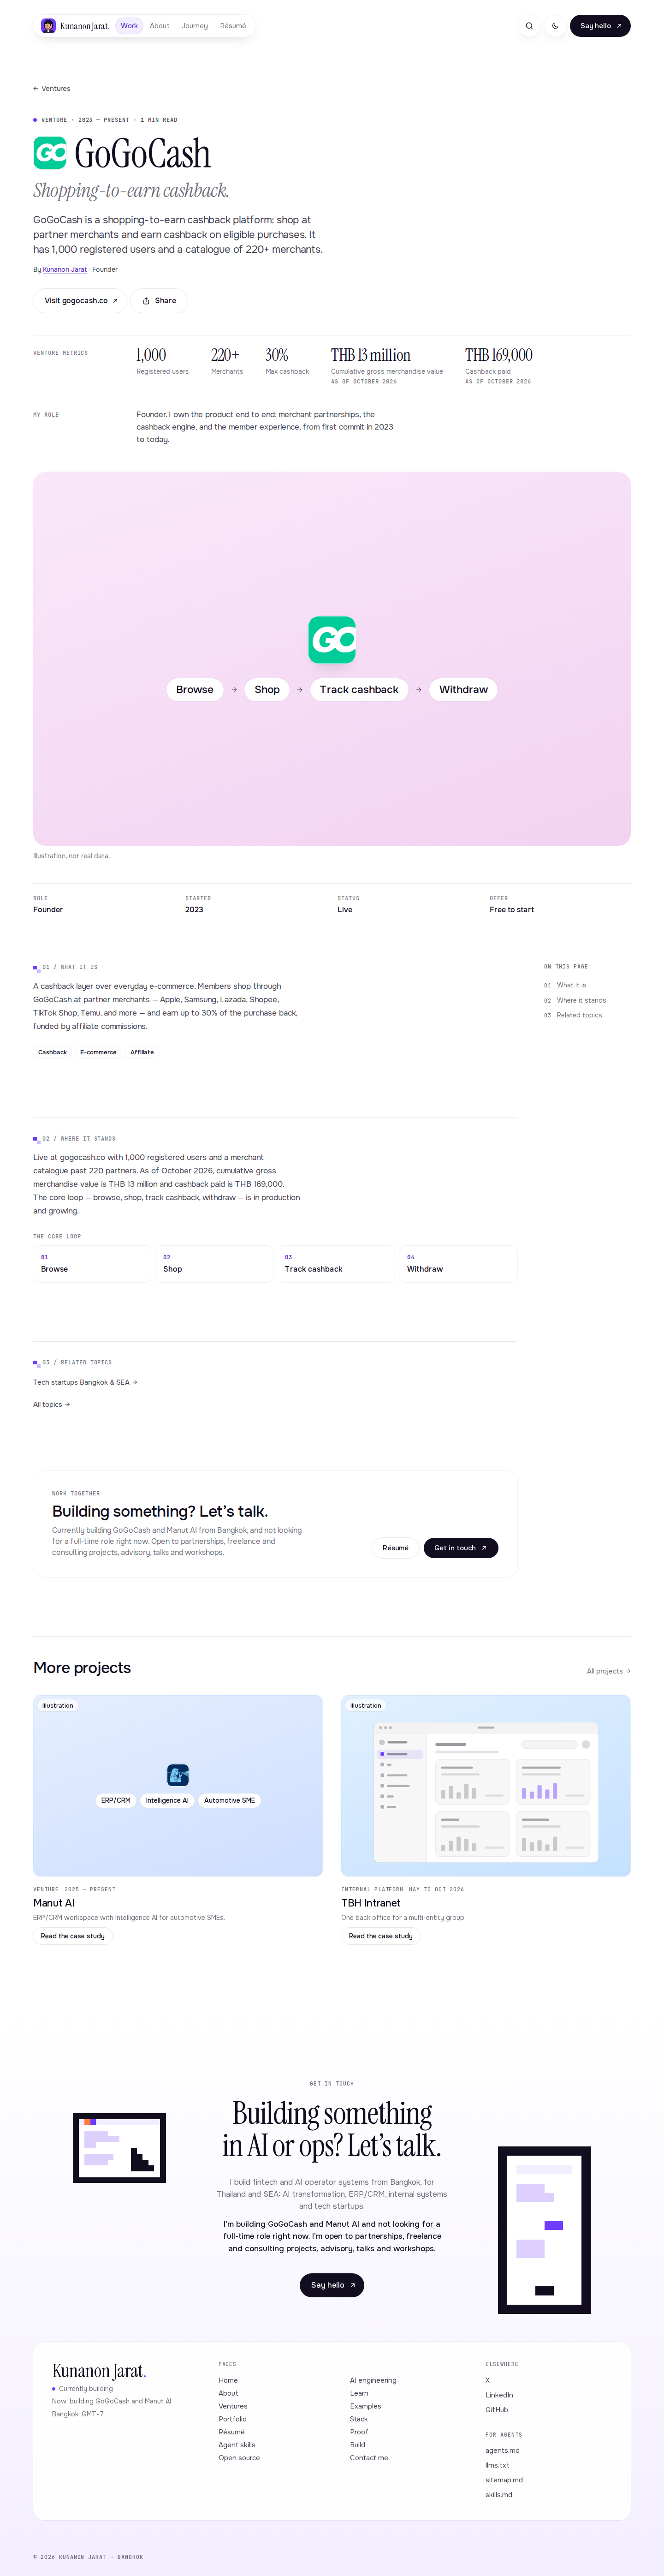 Kunanon Jarat. Work About Journey Résumé Say hello ↗
← Ventures
VENTURE · 2023 — PRESENT · 1 MIN READ
GO GoGoCash
Shopping-to-earn cashback.
GoGoCash is a shopping-to-earn cashback platform: shop at
partner merchants and earn cashback on eligible purchases. It
has 1,000 registered users and a catalogue of 220+ merchants.
By Kunanon Jarat · Founder
Visit gogocash.co ↗ Share
VENTURE METRICS
1,000 220+ 30% THB 13 million THB 169,000
Registered users Merchants Max cashback Cumulative gross merchandise value Cashback paid
AS OF OCTOBER 2026 AS OF OCTOBER 2026
MY ROLE
Founder. I own the product end to end: merchant partnerships, the
cashback engine, and the member experience, from first commit in 2023
to today.
GO
Browse → Shop → Track cashback → Withdraw
Illustration, not real data.
ROLE STARTED STATUS OFFER
Founder 2023 Live Free to start
01 / WHAT IT IS
A cashback layer over everyday e-commerce. Members shop through
GoGoCash at partner merchants — Apple, Samsung, Lazada, Shopee,
TikTok Shop, Temu, and more — and earn up to 30% of the purchase back,
funded by affiliate commissions.
Cashback E-commerce Affiliate
ON THIS PAGE
01 What it is
02 Where it stands
03 Related topics
02 / WHERE IT STANDS
Live at gogocash.co with 1,000 registered users and a merchant
catalogue past 220 partners. As of October 2026, cumulative gross
merchandise value is THB 13 million and cashback paid is THB 169,000.
The core loop — browse, shop, track cashback, withdraw — is in production
and growing.
THE CORE LOOP
01 02 03 04
Browse Shop Track cashback Withdraw
03 / RELATED TOPICS
Tech startups Bangkok & SEA →
All topics →
WORK TOGETHER
Building something? Let's talk.
Currently building GoGoCash and Manut AI from Bangkok, and not looking
for a full-time role right now. Open to partnerships, freelance and
consulting projects, advisory, talks and workshops.
Résumé Get in touch ↗
More projects
All projects →
Illustration
ERP/CRM Intelligence AI Automotive SME
VENTURE 2025 — PRESENT
Manut AI
ERP/CRM workspace with Intelligence AI for automotive SMEs.
Read the case study
Illustration
INTERNAL PLATFORM MAY TO OCT 2026
TBH Intranet
One back office for a multi-entity group.
Read the case study
GET IN TOUCH
Building something
in AI or ops? Let's talk.
I build fintech and AI operator systems from Bangkok, for
Thailand and SEA: AI transformation, ERP/CRM, internal systems
and tech startups.
I'm building GoGoCash and Manut AI and not looking for a
full-time role right now. I'm open to partnerships, freelance
and consulting projects, advisory, talks and workshops.
Say hello ↗
Kunanon Jarat.
Currently building
Now: building GoGoCash and Manut AI
Bangkok, GMT+7
PAGES
Home
About
Ventures
Portfolio
Résumé
Agent skills
Open source
AI engineering
Learn
Examples
Stack
Proof
Build
Contact me
ELSEWHERE
X
LinkedIn
GitHub
FOR AGENTS
agents.md
llms.txt
sitemap.md
skills.md
© 2026 KUNANON JARAT · BANGKOK